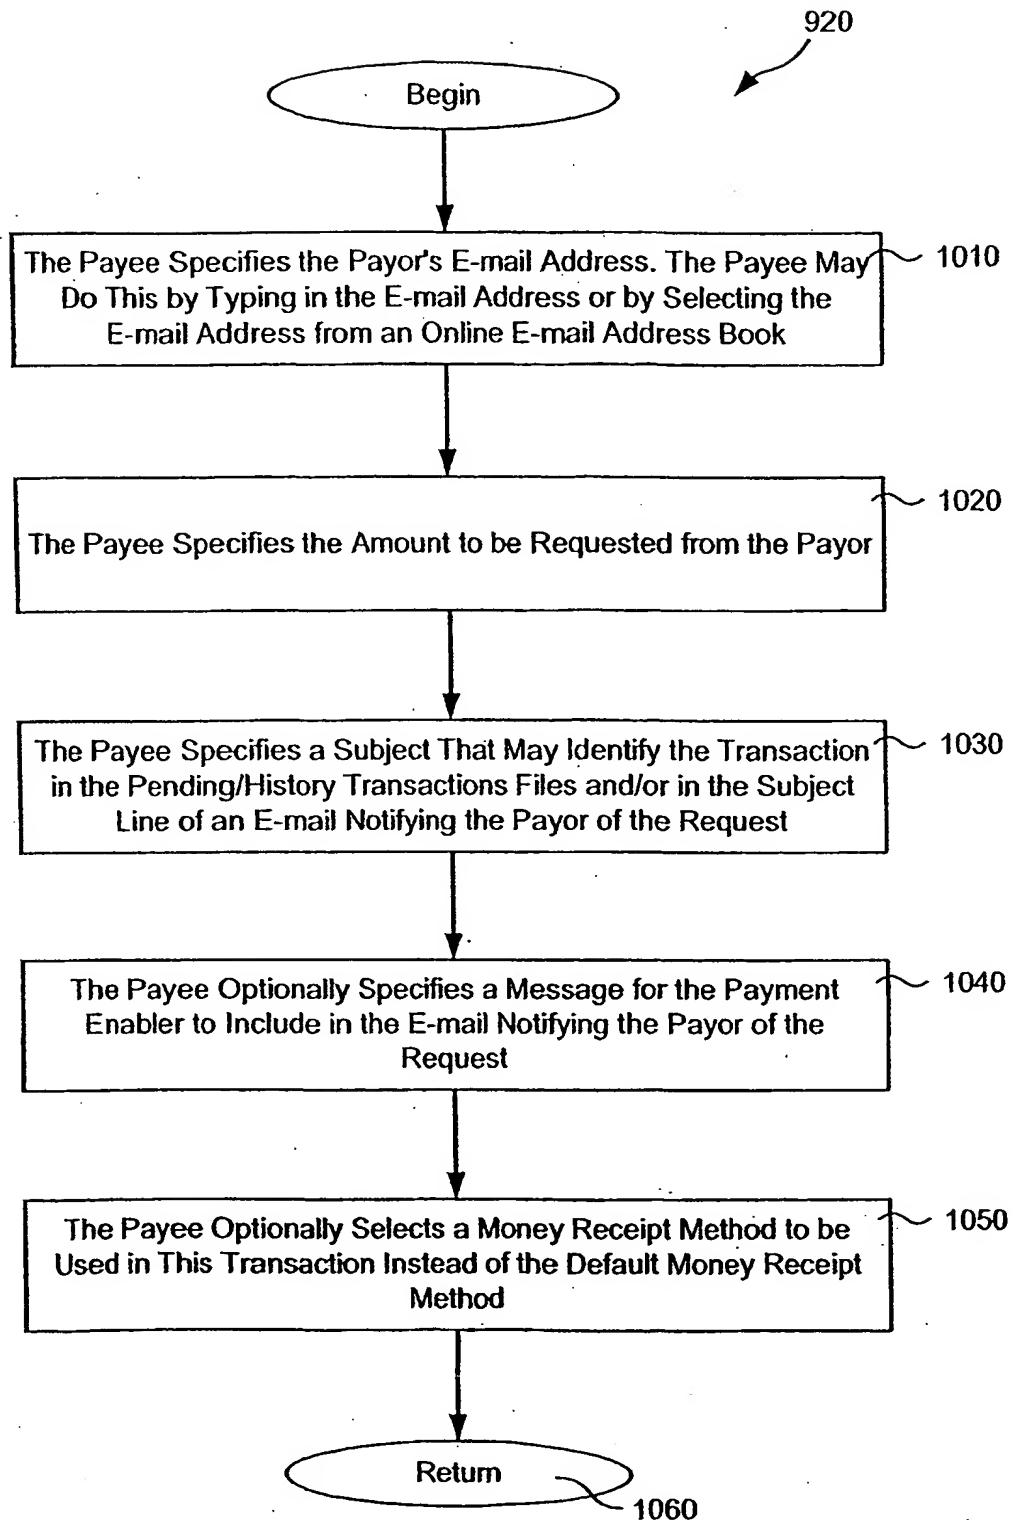 920
Begin
The Payee Specifies the Payor's E-mail Address. The Payee May
Do This by Typing in the E-mail Address or by Selecting the
E-mail Address from an Online E-mail Address Book
1010
The Payee Specifies the Amount to be Requested from the Payor
1020
The Payee Specifies a Subject That May Identify the Transaction
in the Pending/History Transactions Files and/or in the Subject
Line of an E-mail Notifying the Payor of the Request
1030
The Payee Optionally Specifies a Message for the Payment
Enabler to Include in the E-mail Notifying the Payor of the
Request
1040
The Payee Optionally Selects a Money Receipt Method to be
Used in This Transaction Instead of the Default Money Receipt
Method
1050
Return
1060